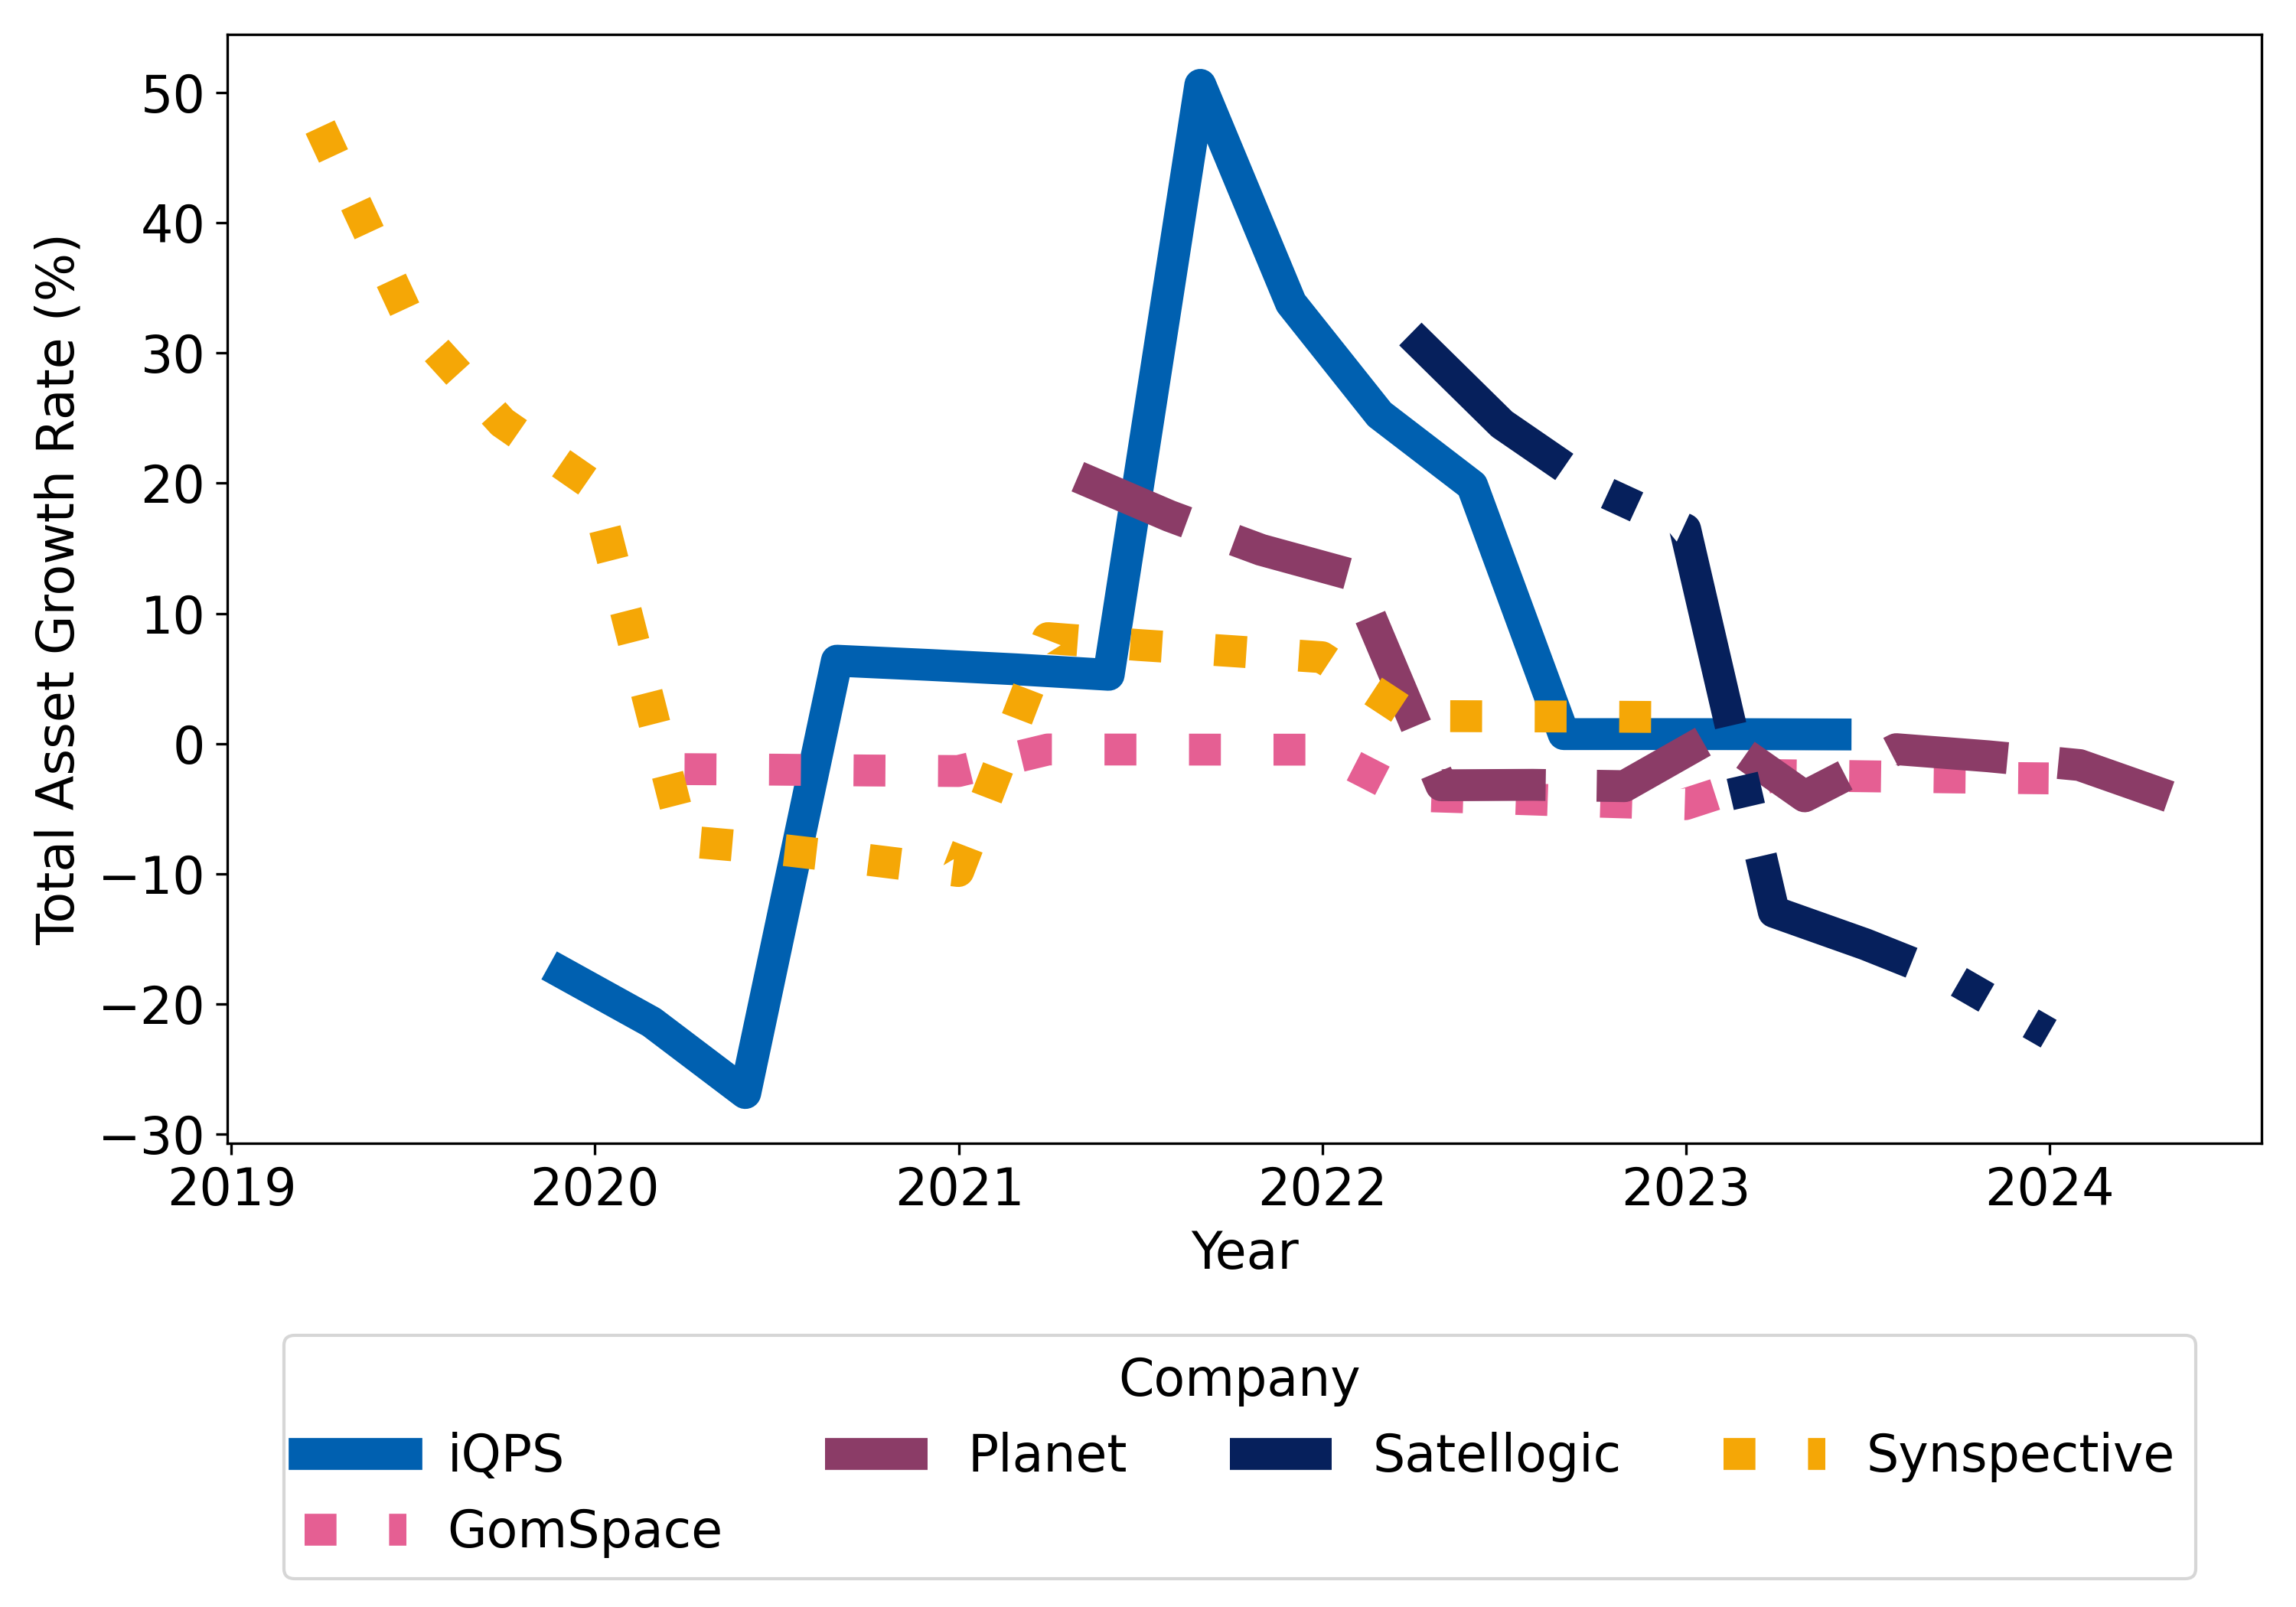 Total Asset Growth Rate (%)
50
40
30
20
10
0
−10
−20
−30
2019 2020 2021 2022 2023 2024
Year
Company
iQPS Planet Satellogic Synspective
GomSpace